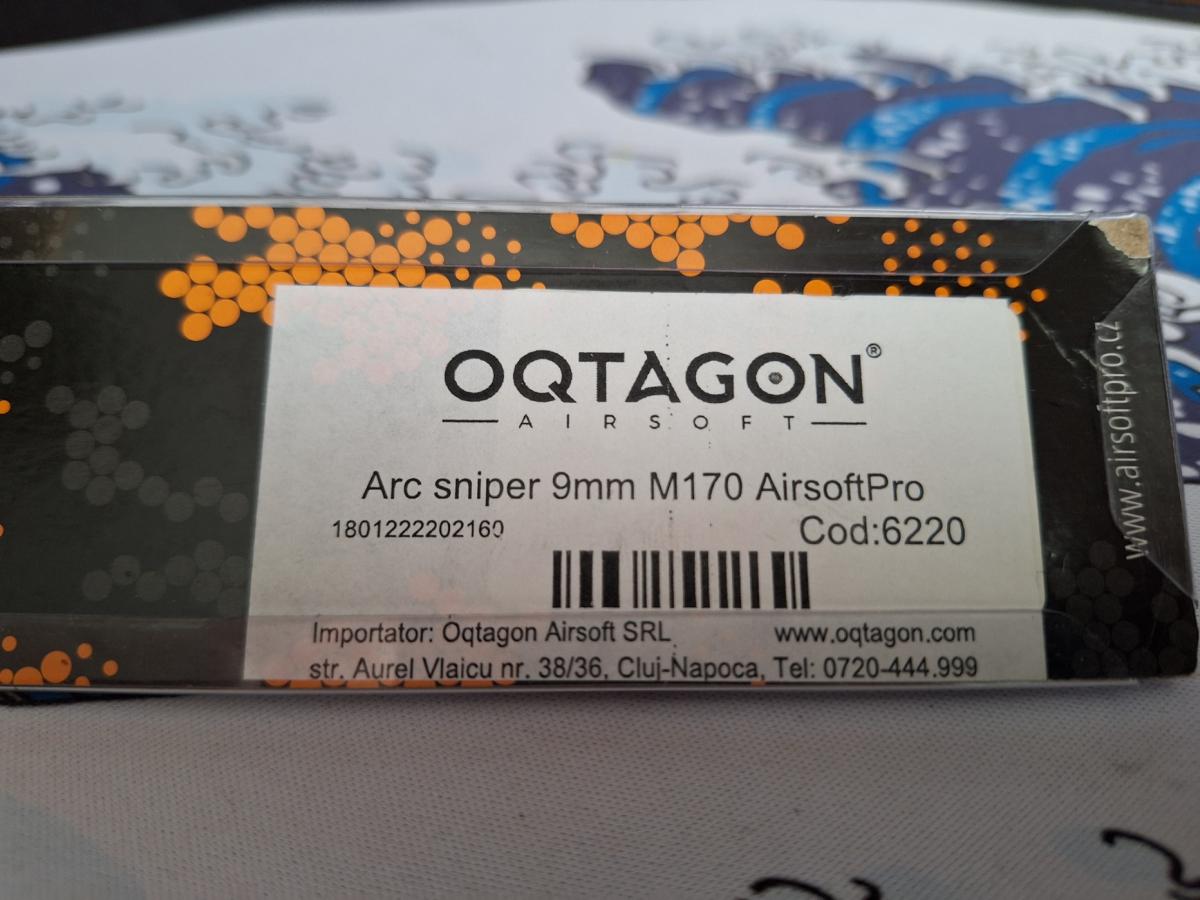 OQTAGON®
AIRSOFT
Arc sniper 9mm M170 AirsoftPro
1801222202160
Cod:6220
Importator: Oqtagon Airsoft SRL
www.oqtagon.com
str. Aurel Vlaicu nr. 38/36, Cluj-Napoca, Tel: 0720-444.999
www.airsoftpro.cz